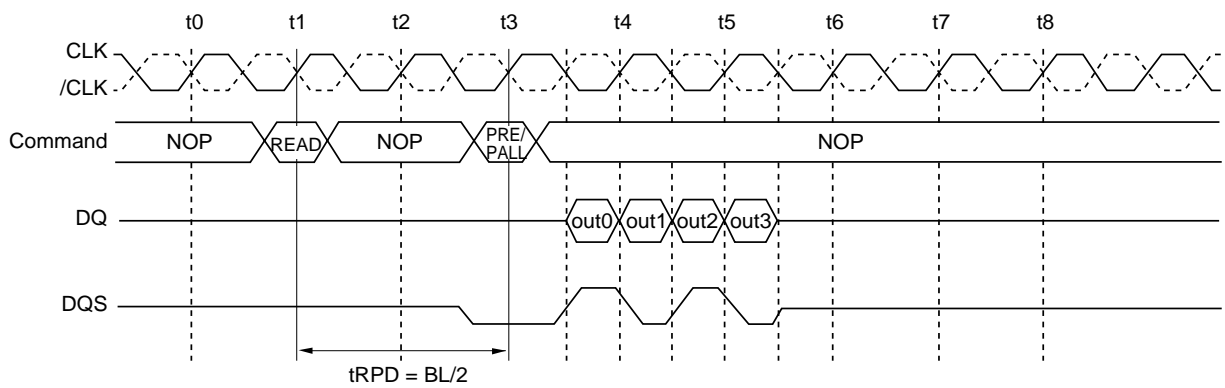 t0 t1 t2 t3 t4 t5 t6 t7 t8
CLK
/CLK
Command NOP READ NOP PRE/ PALL NOP
DQ out0 out1 out2 out3
DQS
tRPD = BL/2